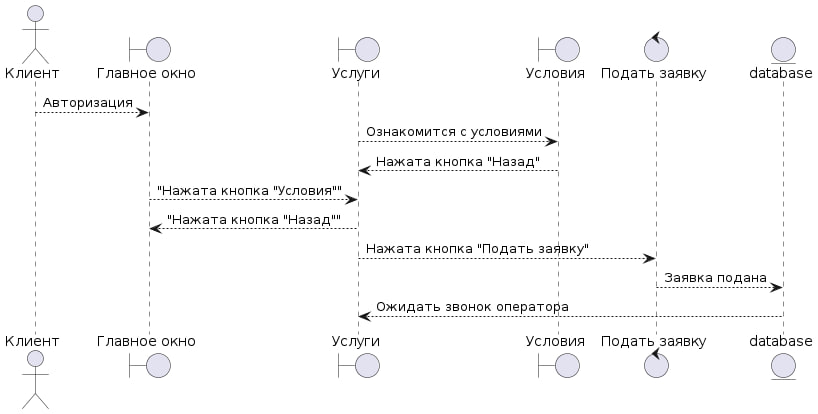 Клиент
Главное окно
Услуги
Условия
Подать заявку
database
Авторизация
Ознакомится с условиями
Нажата кнопка "Назад"
"Нажата кнопка "Условия""
"Нажата кнопка "Назад""
Нажата кнопка "Подать заявку"
Заявка подана
Ожидать звонок оператора
Клиент
Главное окно
Услуги
Условия
Подать заявку
database